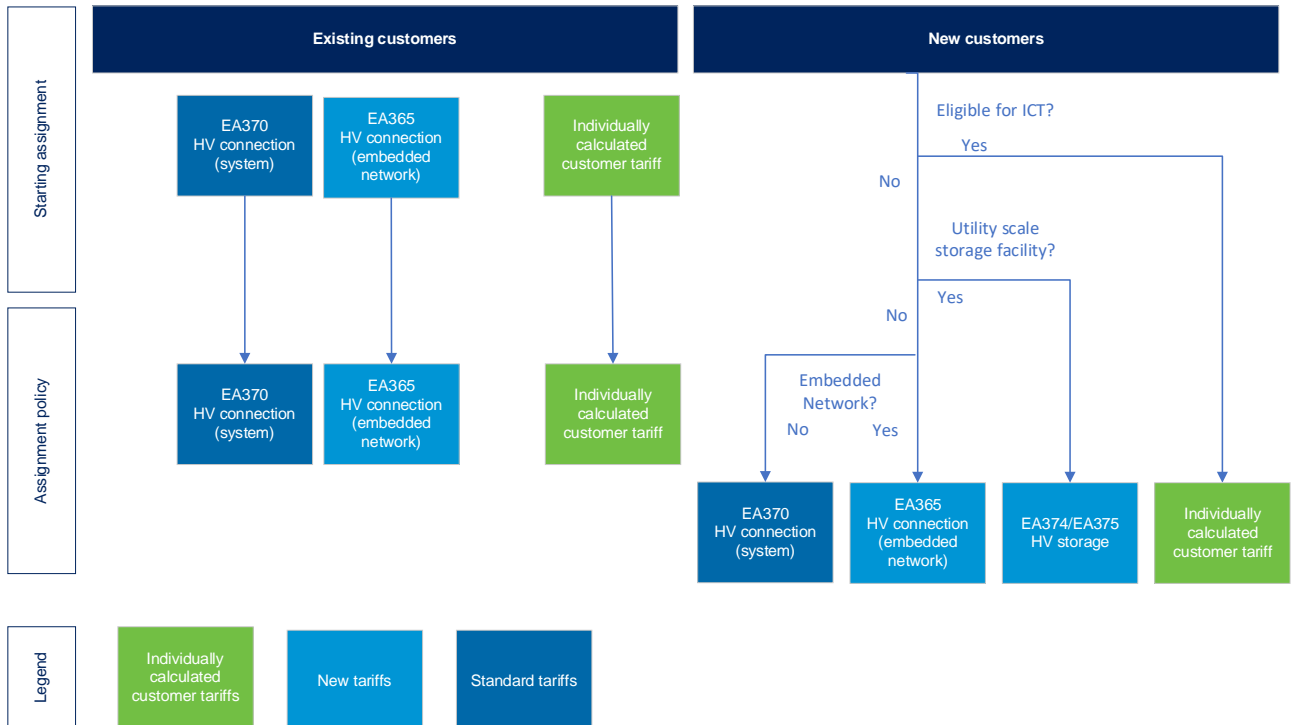 Existing customers
New customers
Starting assignment
EA370
HV connection
(system)
EA365
HV connection
(embedded
network)
Individually
calculated
customer tariff
Eligible for ICT?
Yes
No
Utility scale
storage facility?
Yes
No
Assignment policy
EA370
HV connection
(system)
EA365
HV connection
(embedded
network)
Individually
calculated
customer tariff
Embedded
Network?
No
Yes
EA370
HV connection
(system)
EA365
HV connection
(embedded
network)
EA374/EA375
HV storage
Individually
calculated
customer tariff
Legend
Individually
calculated
customer tariffs
New tariffs
Standard tariffs